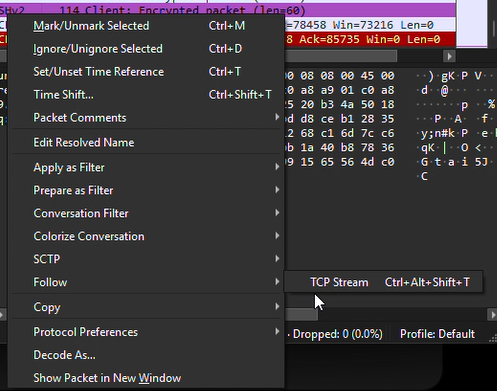 SHv2 114 Client: Encrypted packet (len=60)
=78458 Win=73216 Len=0
8 Ack=85735 Win=0 Len=0
Mark/Unmark Selected Ctrl+M
Ignore/Unignore Selected Ctrl+D
Set/Unset Time Reference Ctrl+T
Time Shift... Ctrl+Shift+T
Packet Comments
Edit Resolved Name
Apply as Filter
Prepare as Filter
Conversation Filter
Colorize Conversation
SCTP
Follow
TCP Stream Ctrl+Alt+Shift+T
Copy
Protocol Preferences
Decode As...
Show Packet in New Window
00 08 08 00 45 00
20 a8 a9 01 c0 a8
25 20 b3 4a 50 18
dd d8 ce b1 28 35
12 68 c1 6d 7c c6
bb 1a 40 b8 78 36
09 15 65 56 4d c0
· Dropped: 0 (0.0%) Profile: Default